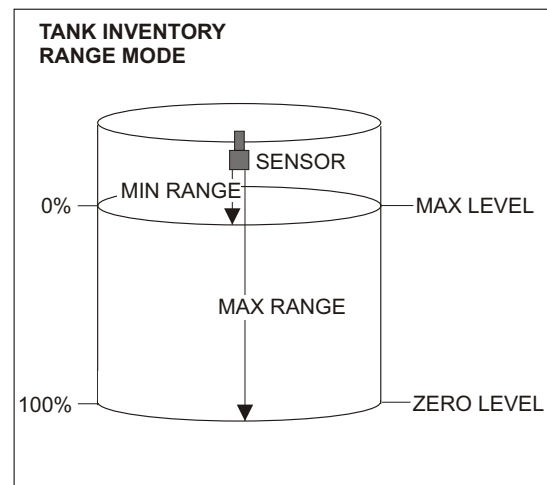 TANK INVENTORY
RANGE MODE
SENSOR
MIN RANGE
0%
MAX LEVEL
MAX RANGE
100%
ZERO LEVEL